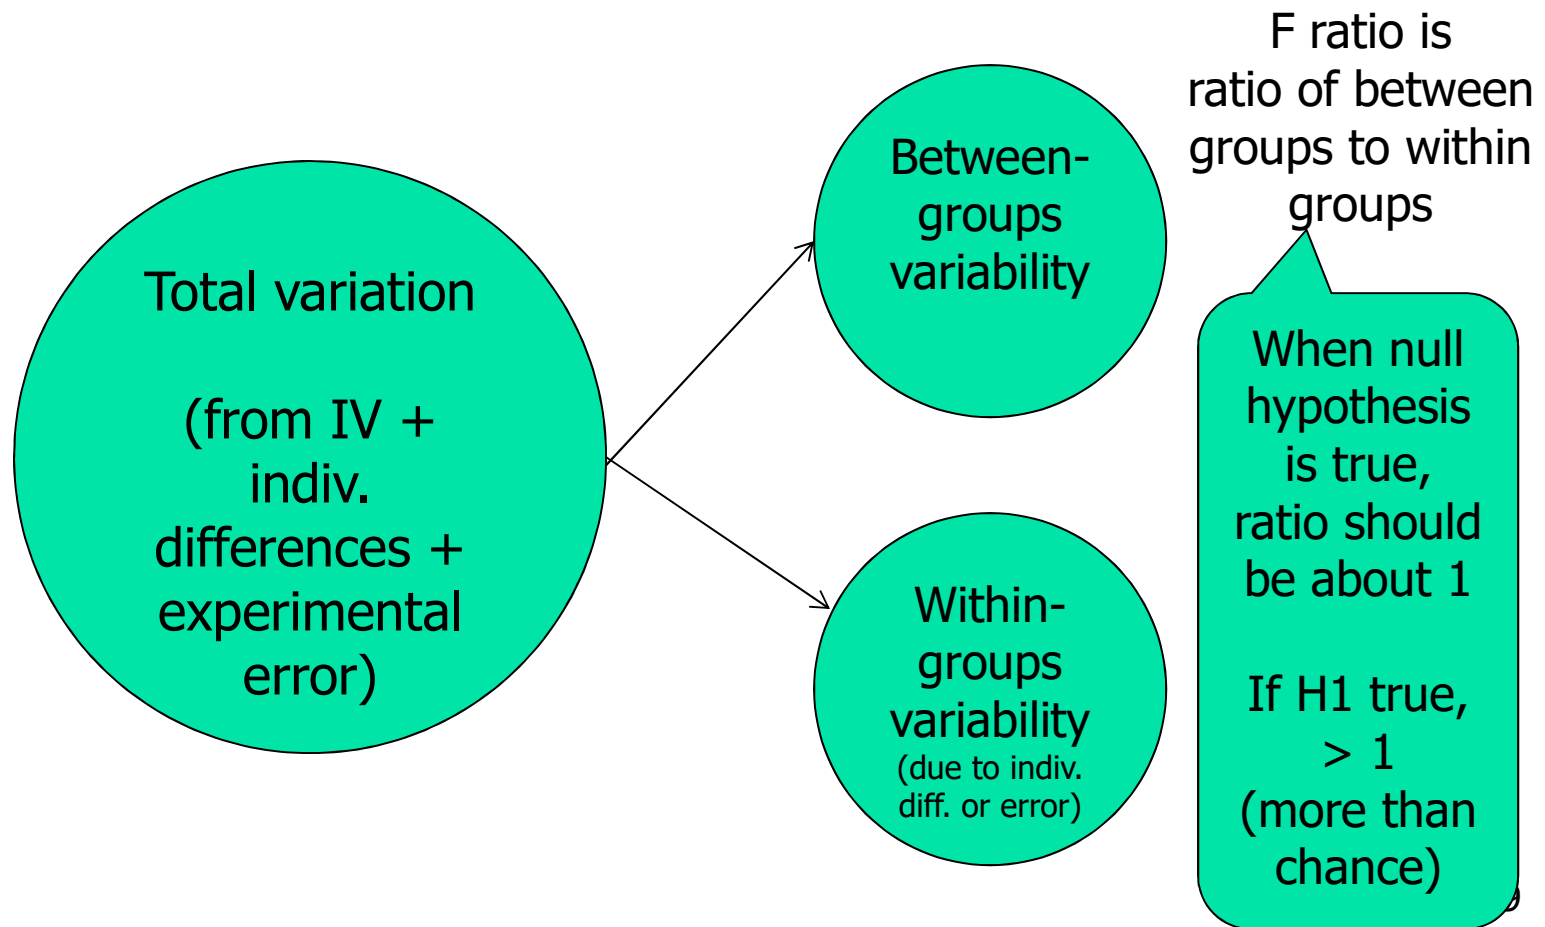 Total variation
(from IV +
indiv.
differences +
experimental
error)
Between-
groups
variability
Within-
groups
variability
(due to indiv.
diff. or error)
F ratio is
ratio of between
groups to within
groups
When null
hypothesis
is true,
ratio should
be about 1
If H1 true,
> 1
(more than
chance)